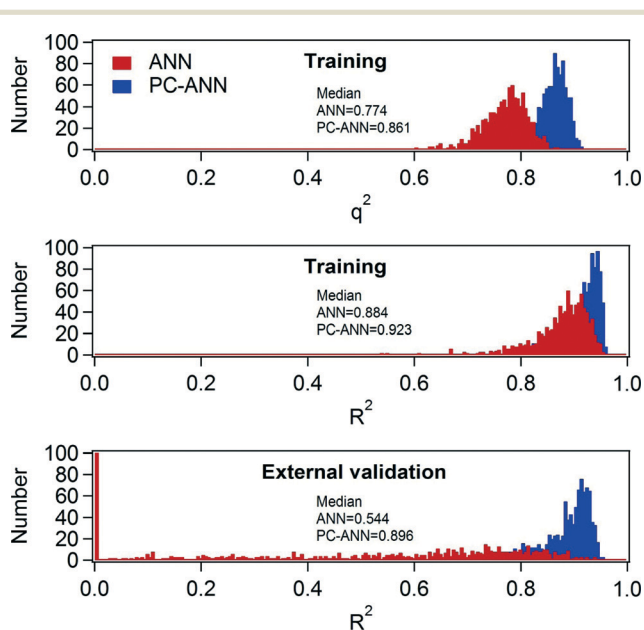 100
80
60
40
20
0
Number
ANN
PC-ANN
Training
Median
ANN=0.774
PC-ANN=0.861
0.0 0.2 0.4 0.6 0.8 1.0
q²
100
80
60
40
20
0
Number
Training
Median
ANN=0.884
PC-ANN=0.923
0.0 0.2 0.4 0.6 0.8 1.0
R²
100
80
60
40
20
0
Number
External validation
Median
ANN=0.544
PC-ANN=0.896
0.0 0.2 0.4 0.6 0.8 1.0
R²